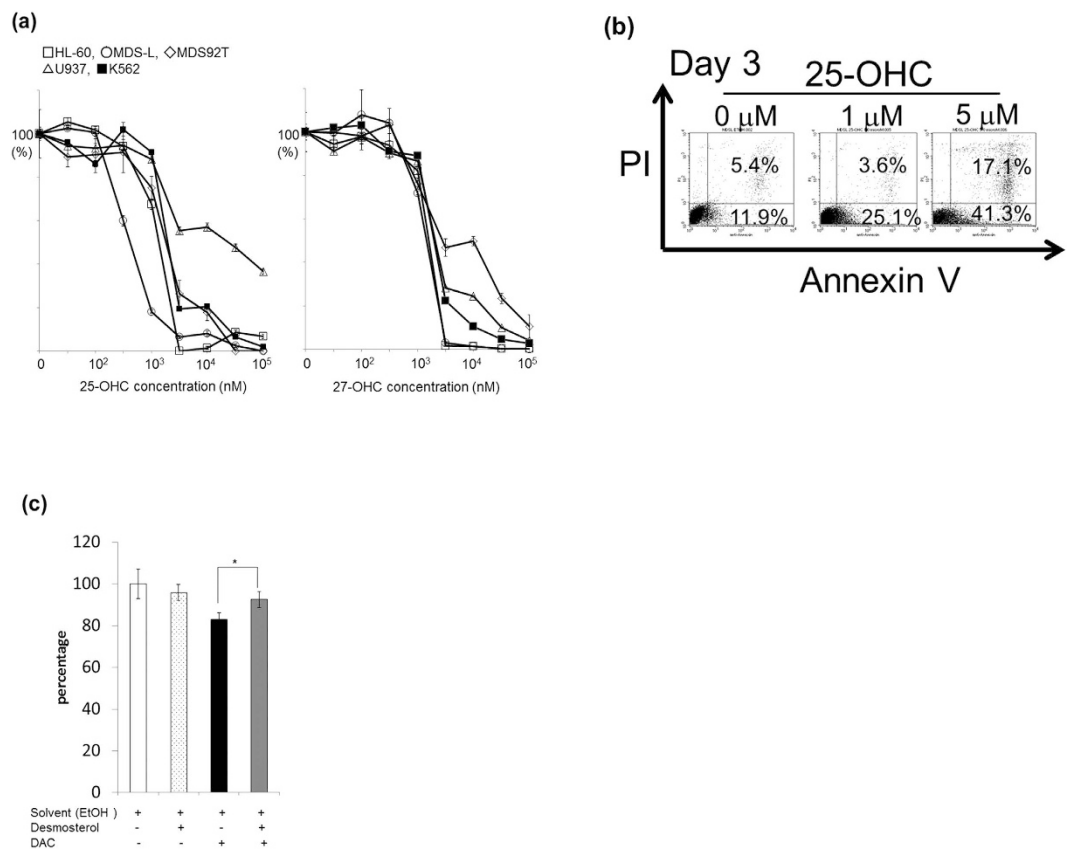 (a)
□HL-60, ○MDS-L, ◇MDS92T
△U937, ■K562
100
(%)
0 10² 10³ 10⁴ 10⁵
25-OHC concentration (nM)
100
(%)
0 10² 10³ 10⁴ 10⁵
27-OHC concentration (nM)
(b)
Day 3
25-OHC
0 μM 1 μM 5 μM
PI
5.4% 3.6% 17.1%
11.9% 25.1% 41.3%
Annexin V
(c)
percentage
120
100
80
60
40
20
0
*
Solvent (EtOH ) + + + +
Desmosterol - + - +
DAC - - + +